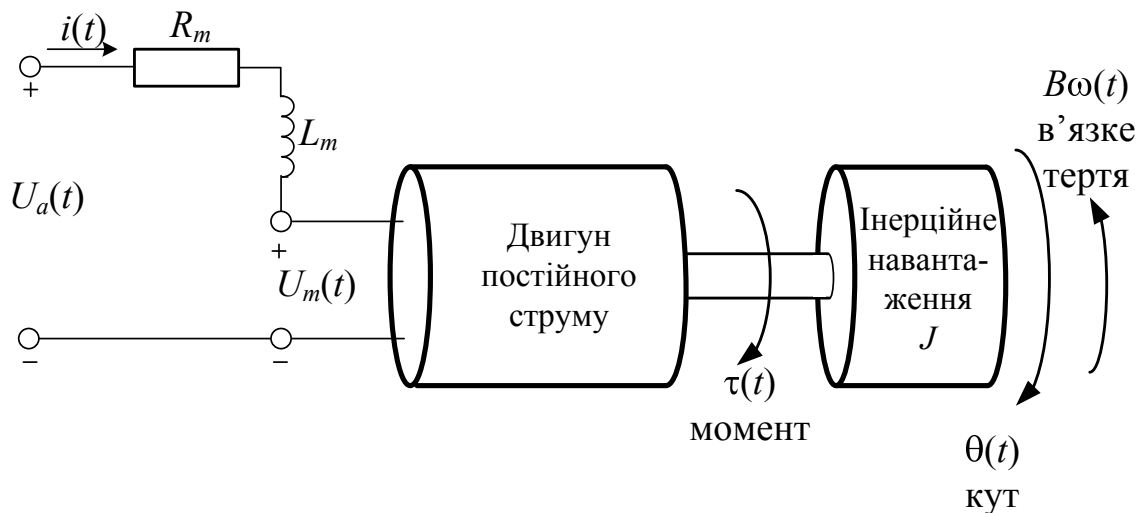 i(t)
R_m
+
L_m
U_a(t)
+
U_m(t)
−
−
Двигун
постійного
струму
τ(t)
момент
Інерційне
наванта-
ження
J
Bω(t)
в’язке
тертя
θ(t)
кут